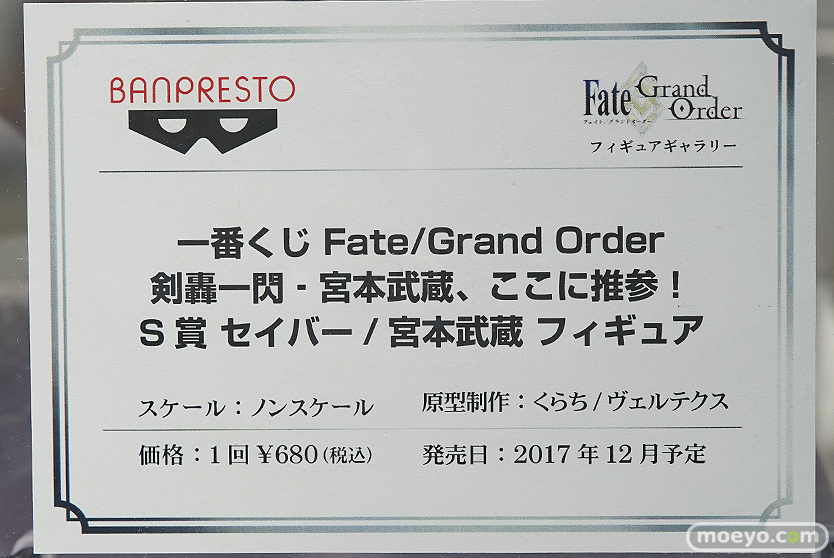 BANPRESTO
Fate Grand Order
フェイト/グランドオーダー
フィギュアギャラリー
一番くじ Fate/Grand Order
剣轟一閃 - 宮本武蔵、ここに推参！
S賞 セイバー / 宮本武蔵 フィギュア
スケール：ノンスケール
原型制作：くらち / ヴェルテクス
価格：1回 ¥680（税込）
発売日：2017年12月予定
moeyo.com